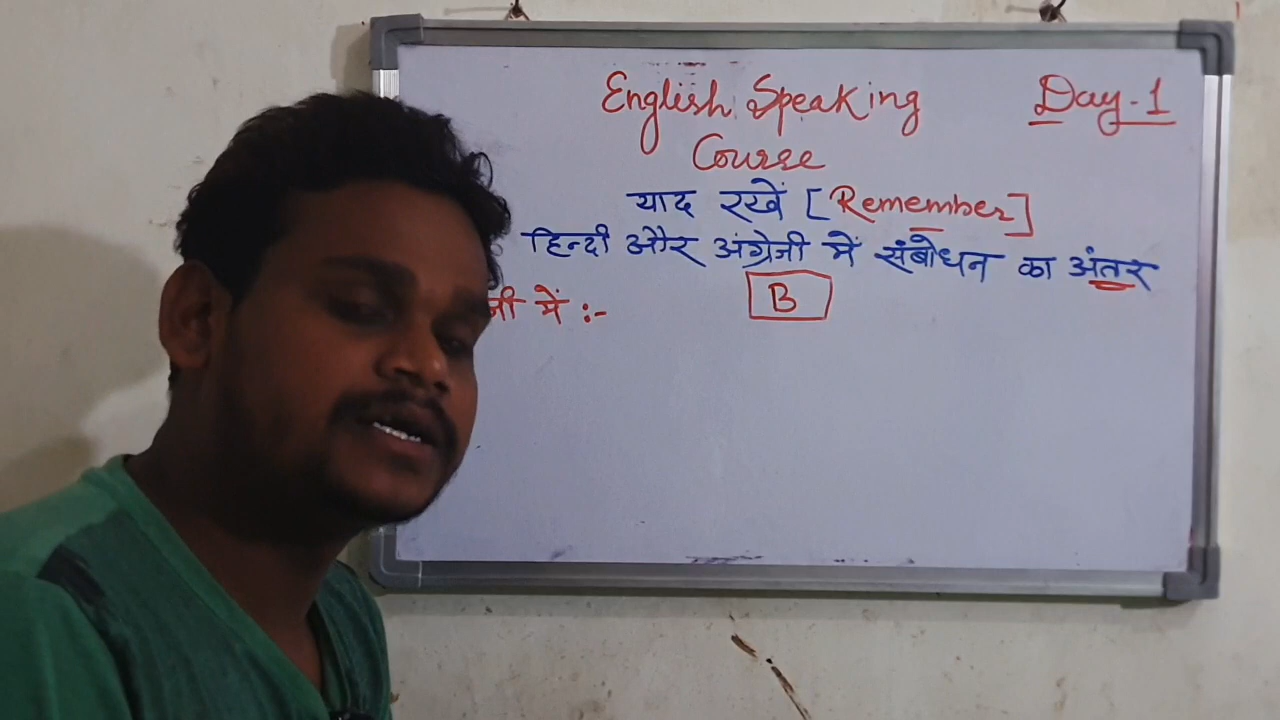 English Speaking Day-1
Course
याद रखें [Remember]
हिन्दी और अंग्रेजी में संबोधन का अंतर
में :- B